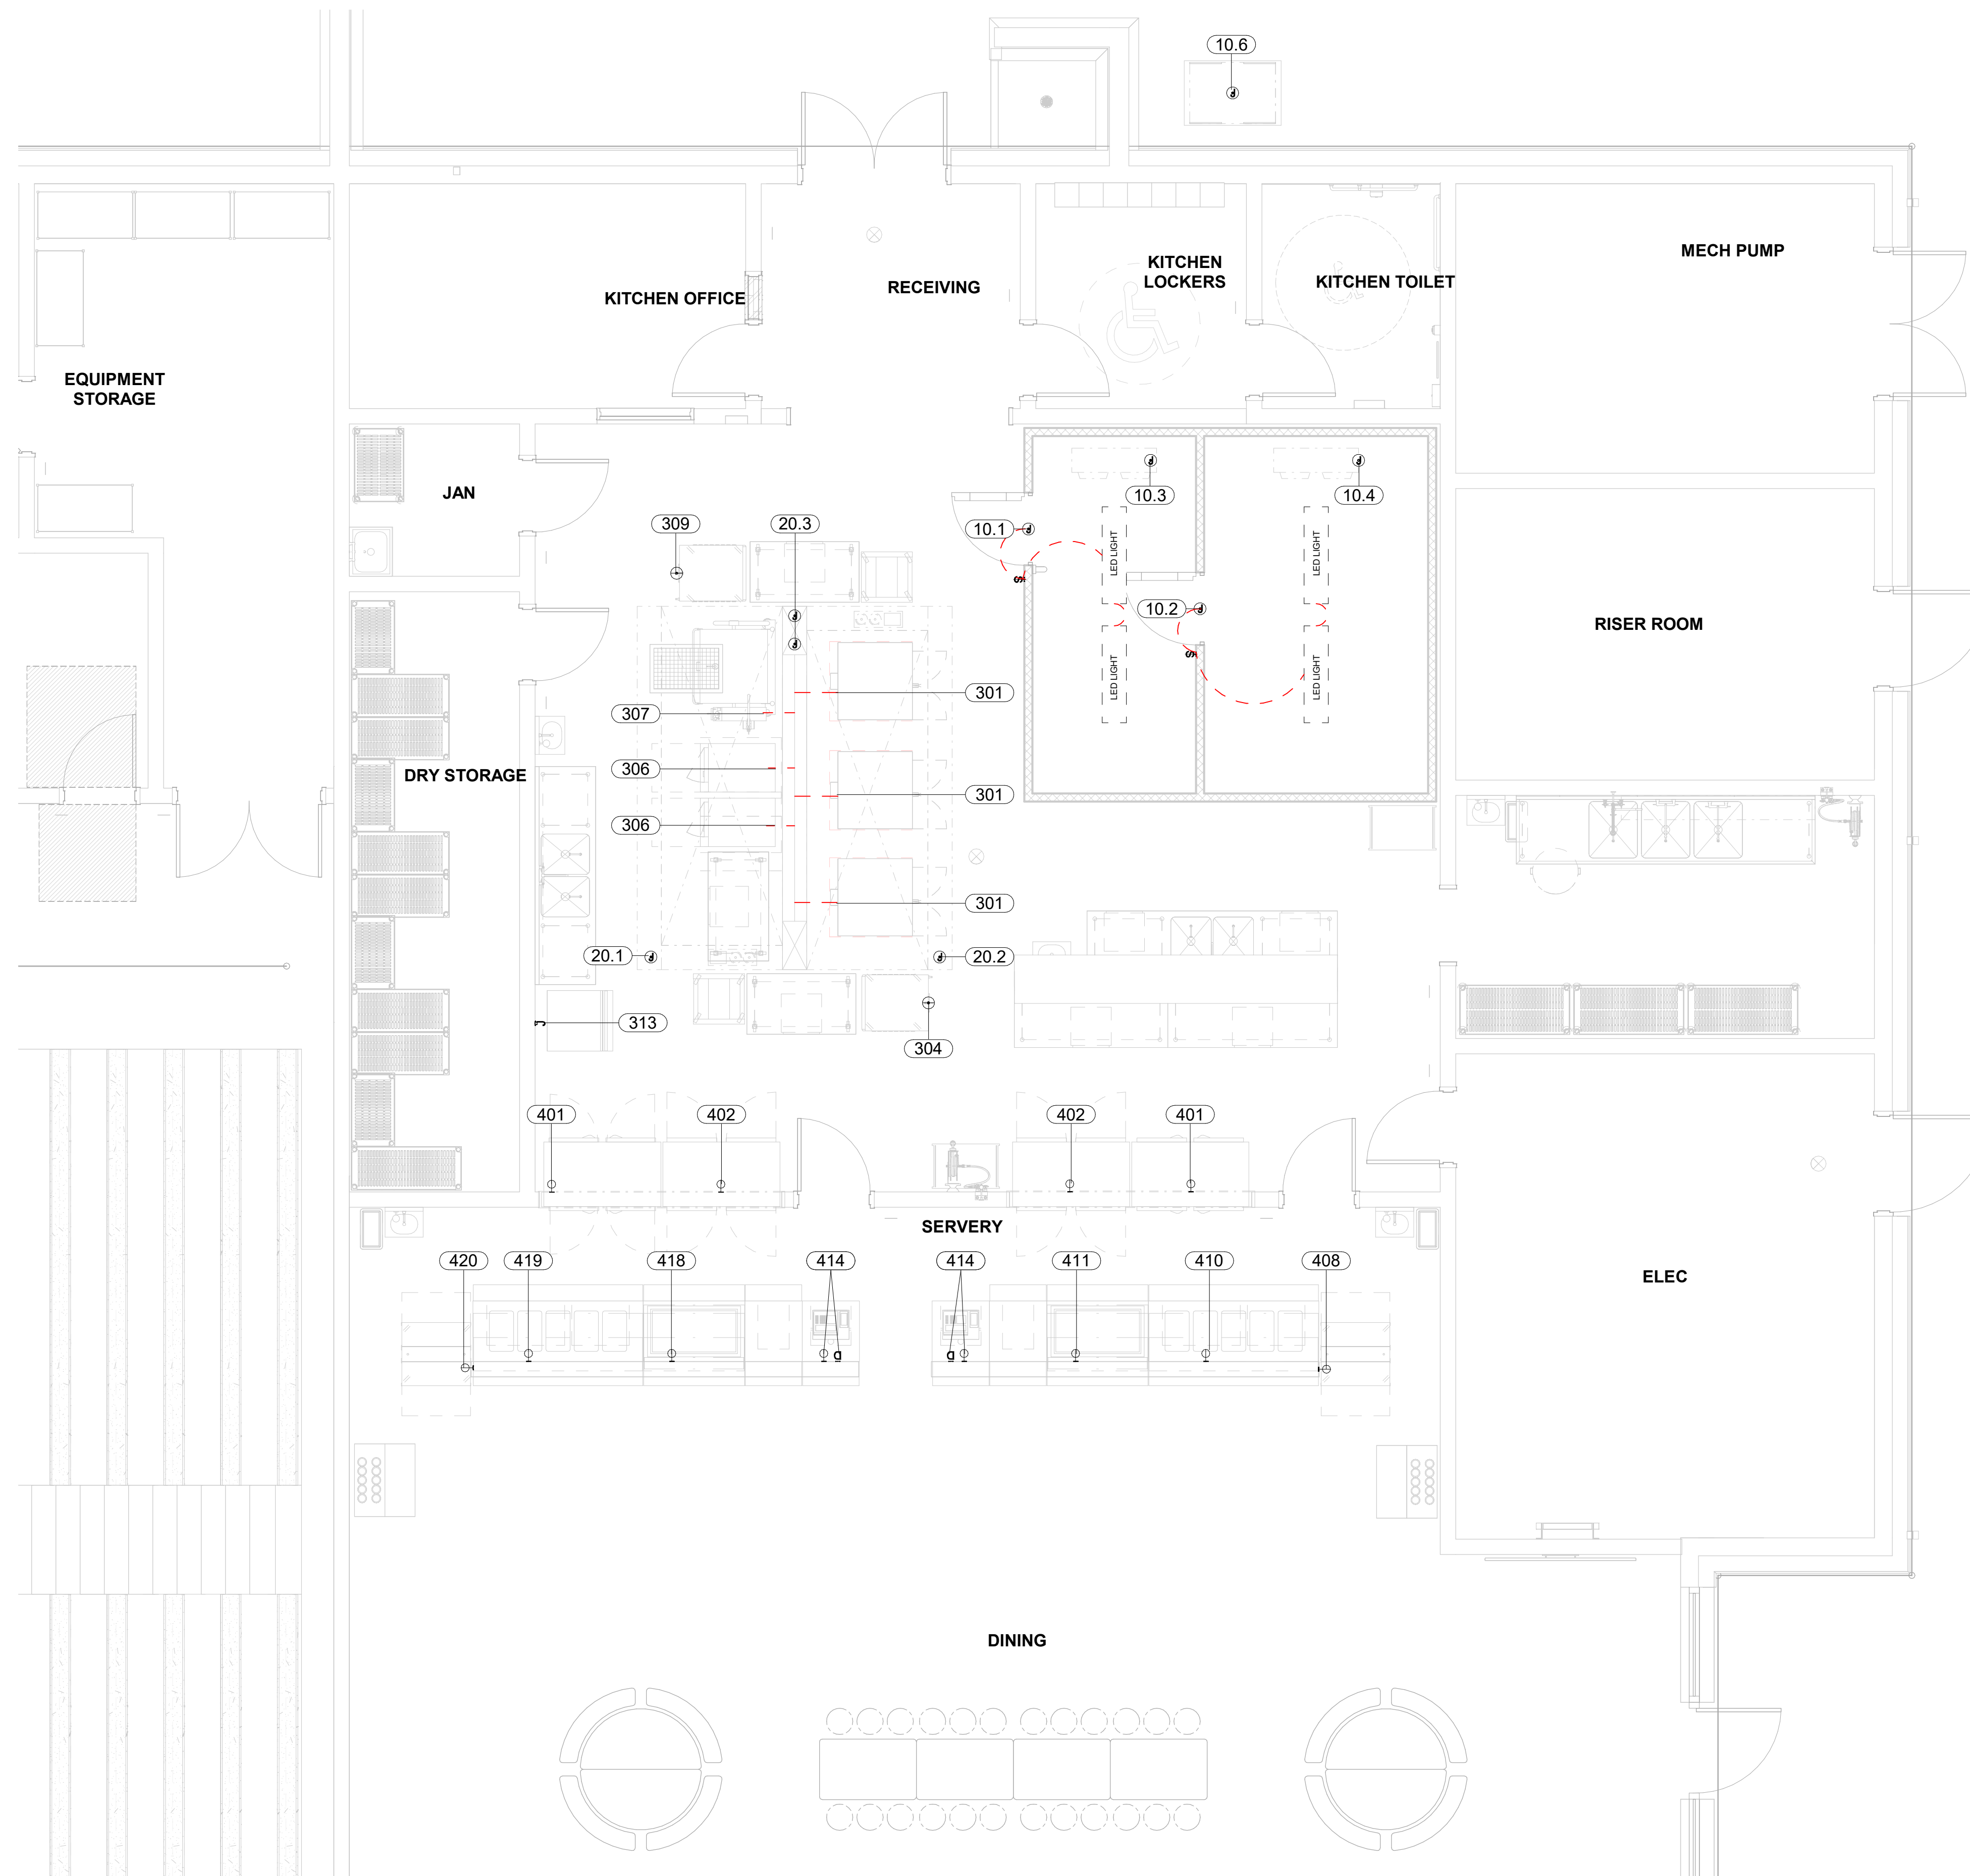 10.6
MECH PUMP
KITCHEN
LOCKERS
KITCHEN TOILET
RECEIVING
KITCHEN OFFICE
EQUIPMENT
STORAGE
JAN
10.3
10.4
309
20.3
10.1
S
LED LIGHT
LED LIGHT
10.2
S
LED LIGHT
LED LIGHT
RISER ROOM
301
307
306
DRY STORAGE
301
306
301
20.1
20.2
313
J
304
401
402
402
401
SERVERY
420
419
418
414
414
411
410
408
D
D
ELEC
DINING